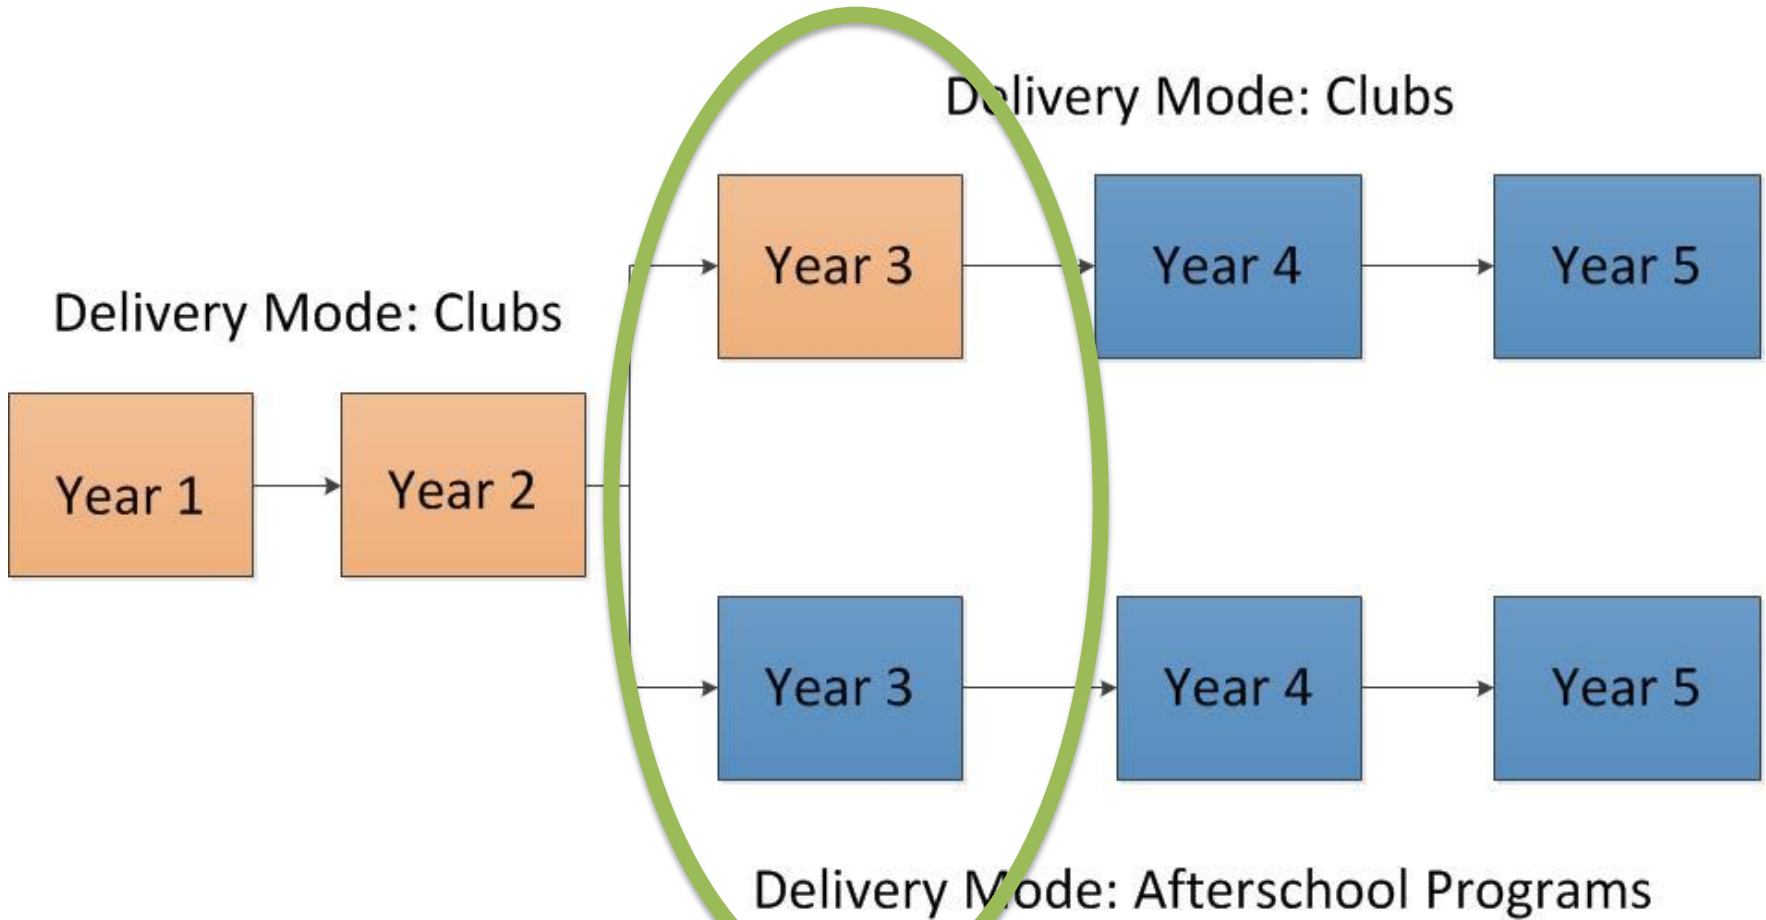 Delivery Mode: Clubs
Year 3
Year 4
Year 5
Delivery Mode: Clubs
Year 1
Year 2
Year 3
Year 4
Year 5
Delivery Mode: Afterschool Programs